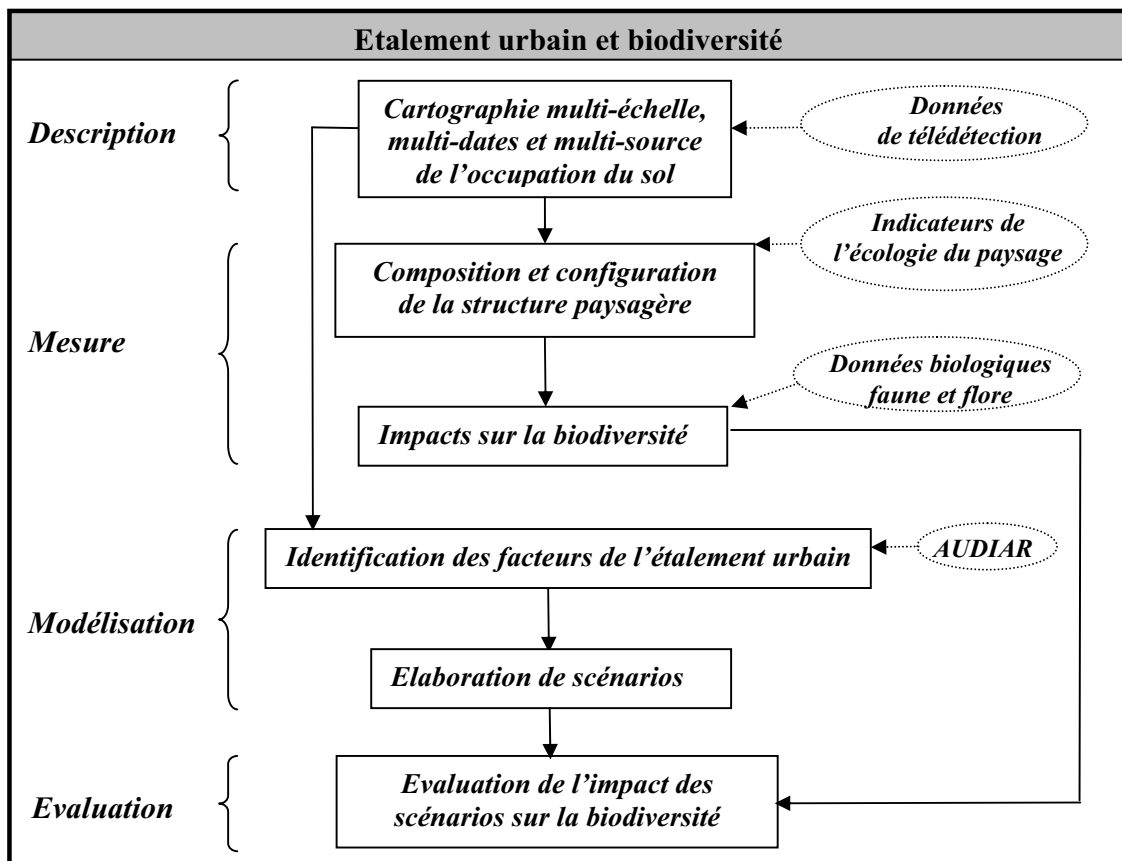 Etalement urbain et biodiversité
Description
Cartographie multi-échelle,
multi-dates et multi-source
de l’occupation du sol
Données
de télédétection
Mesure
Composition et configuration
de la structure paysagère
Indicateurs de
l’écologie du paysage
Impacts sur la biodiversité
Données biologiques
faune et flore
Modélisation
Identification des facteurs de l’étalement urbain
AUDIAR
Elaboration de scénarios
Evaluation
Evaluation de l’impact des
scénarios sur la biodiversité